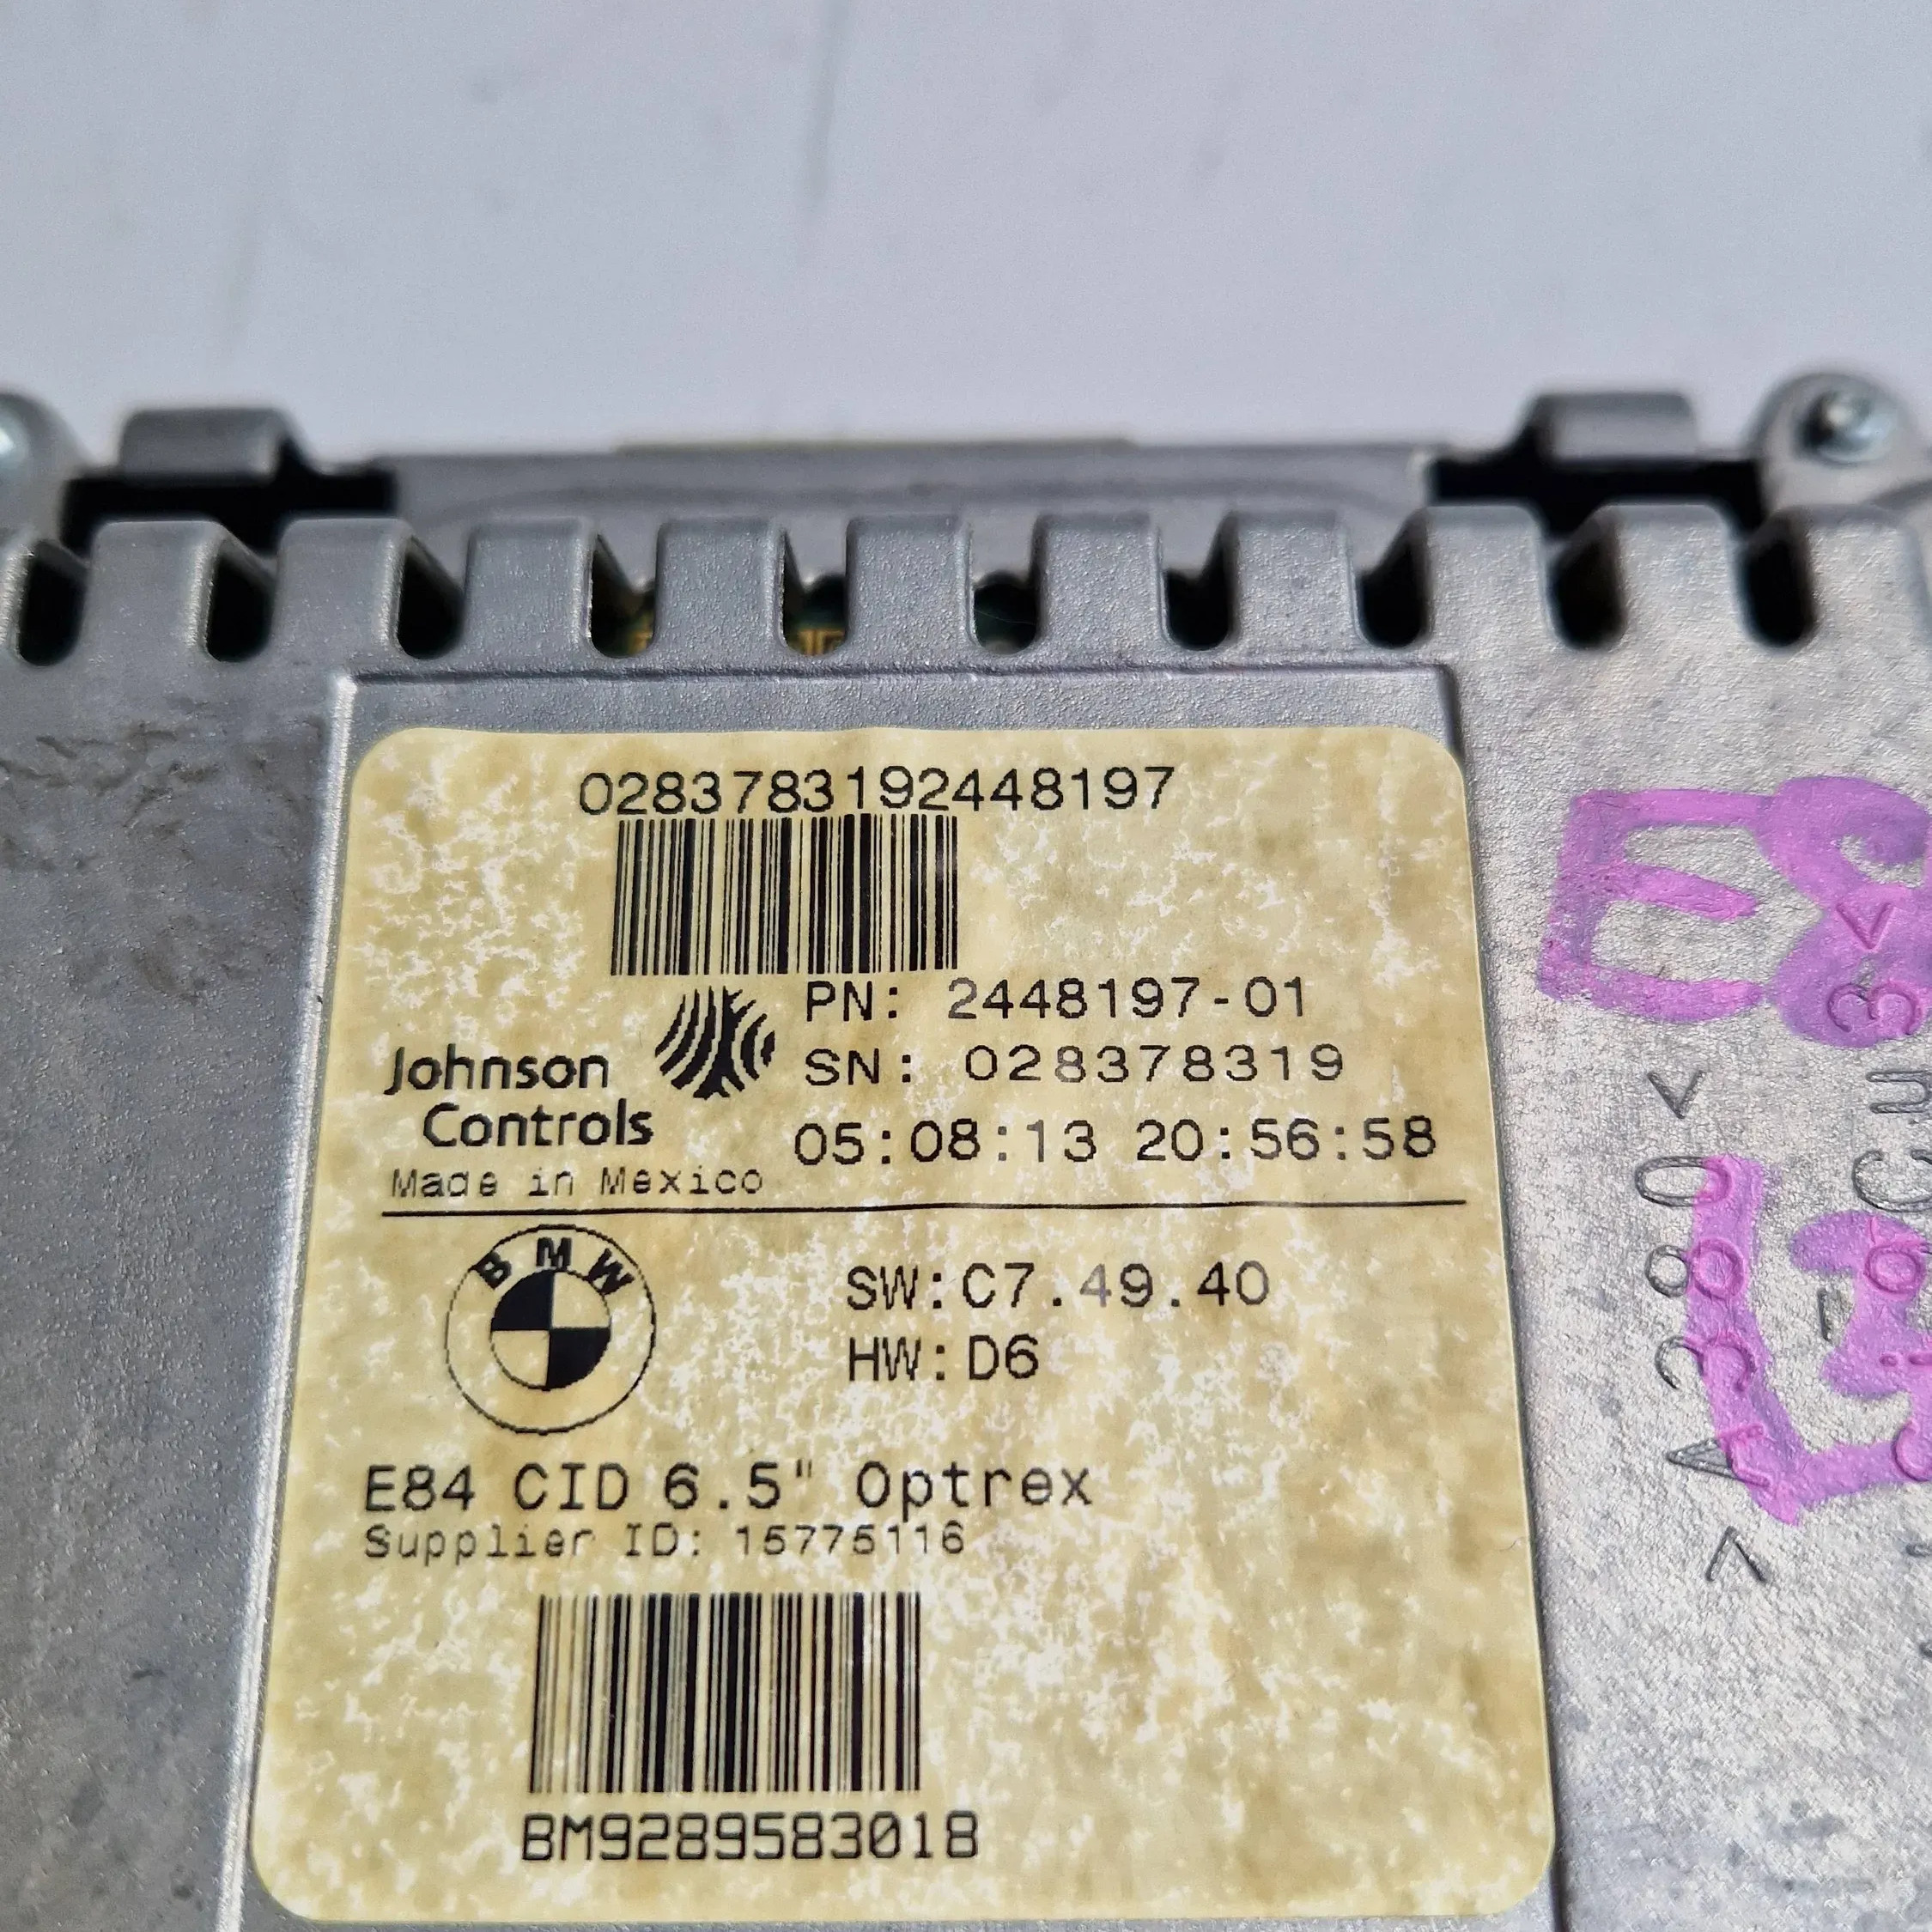 0283783192448197
PN: 2448197-01
SN: 028378319
Johnson
Controls
05:08:13 20:56:58
Made in Mexico
BMW
SW:C7.49.40
HW:D6
E84 CID 6.5" Optrex
Supplier ID: 15775116
BM9289583018